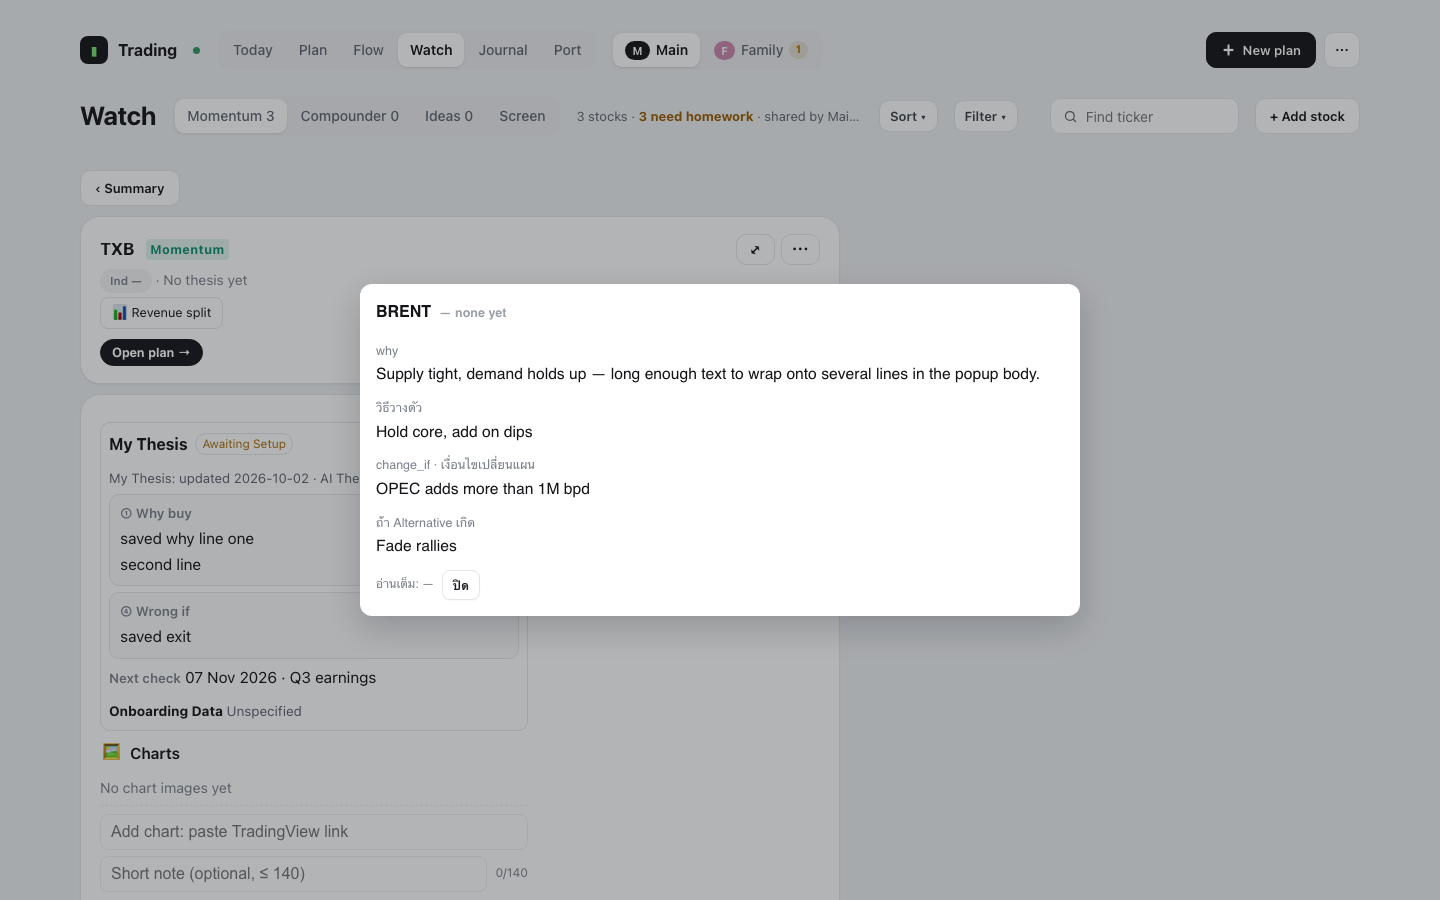 Trading
Today Plan Flow Watch Journal Port
M Main F Family 1
+ New plan ...
Watch
Momentum 3 Compounder 0 Ideas 0 Screen
3 stocks · 3 need homework · shared by Mai...
Sort ▾ Filter ▾
Find ticker
+ Add stock
‹ Summary
TXB Momentum
Ind — · No thesis yet
Revenue split
Open plan →
My Thesis Awaiting Setup
My Thesis: updated 2026-10-02 · AI The
① Why buy
saved why line one
second line
④ Wrong if
saved exit
Next check 07 Nov 2026 · Q3 earnings
Onboarding Data Unspecified
Charts
No chart images yet
Add chart: paste TradingView link
Short note (optional, ≤ 140) 0/140
BRENT — none yet
why
Supply tight, demand holds up — long enough text to wrap onto several lines in the popup body.
วิธีวางตัว
Hold core, add on dips
change_if · เงื่อนไขเปลี่ยนแผน
OPEC adds more than 1M bpd
ถ้า Alternative เกิด
Fade rallies
อ่านเต็ม: — ปิด